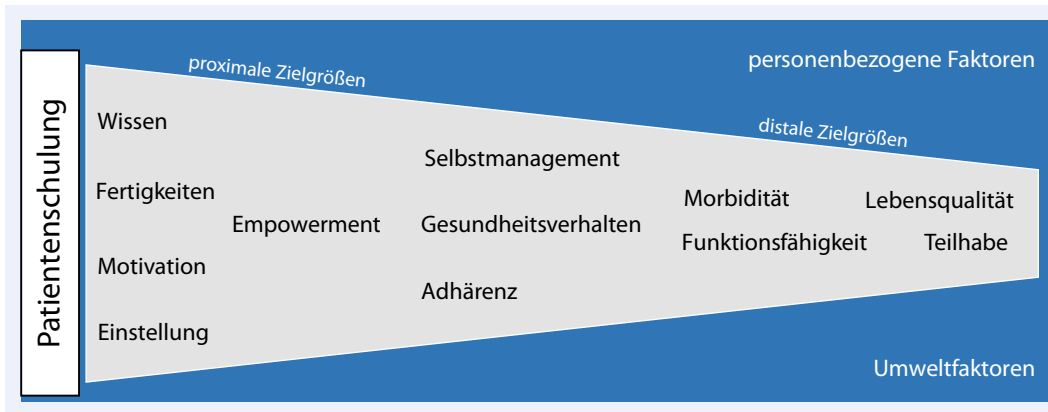 Patientenschulung
proximale Zielgrößen
personenbezogene Faktoren
distale Zielgrößen
Wissen
Fertigkeiten
Motivation
Einstellung
Empowerment
Selbstmanagement
Gesundheitsverhalten
Adhärenz
Morbidität
Funktionsfähigkeit
Lebensqualität
Teilhabe
Umweltfaktoren